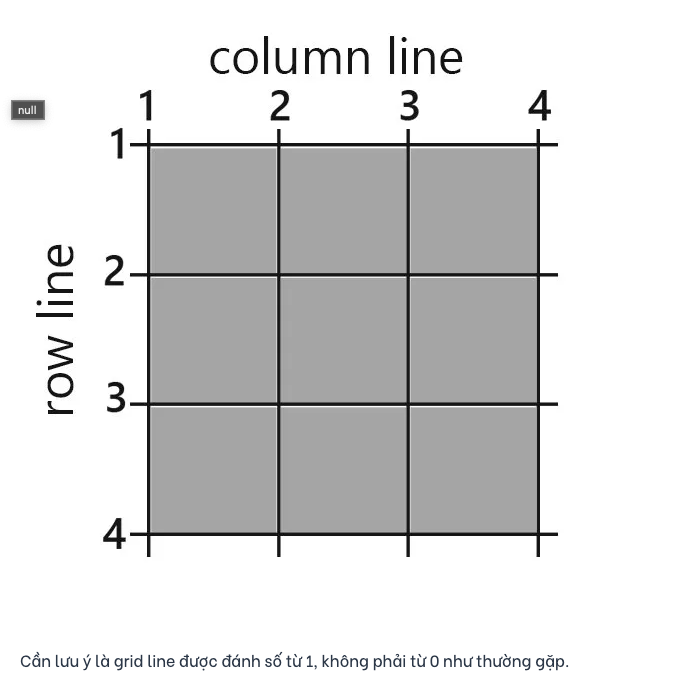 column line
null
1 2 3 4
1
row line
2
3
4
Cần lưu ý là grid line được đánh số từ 1, không phải từ 0 như thường gặp.